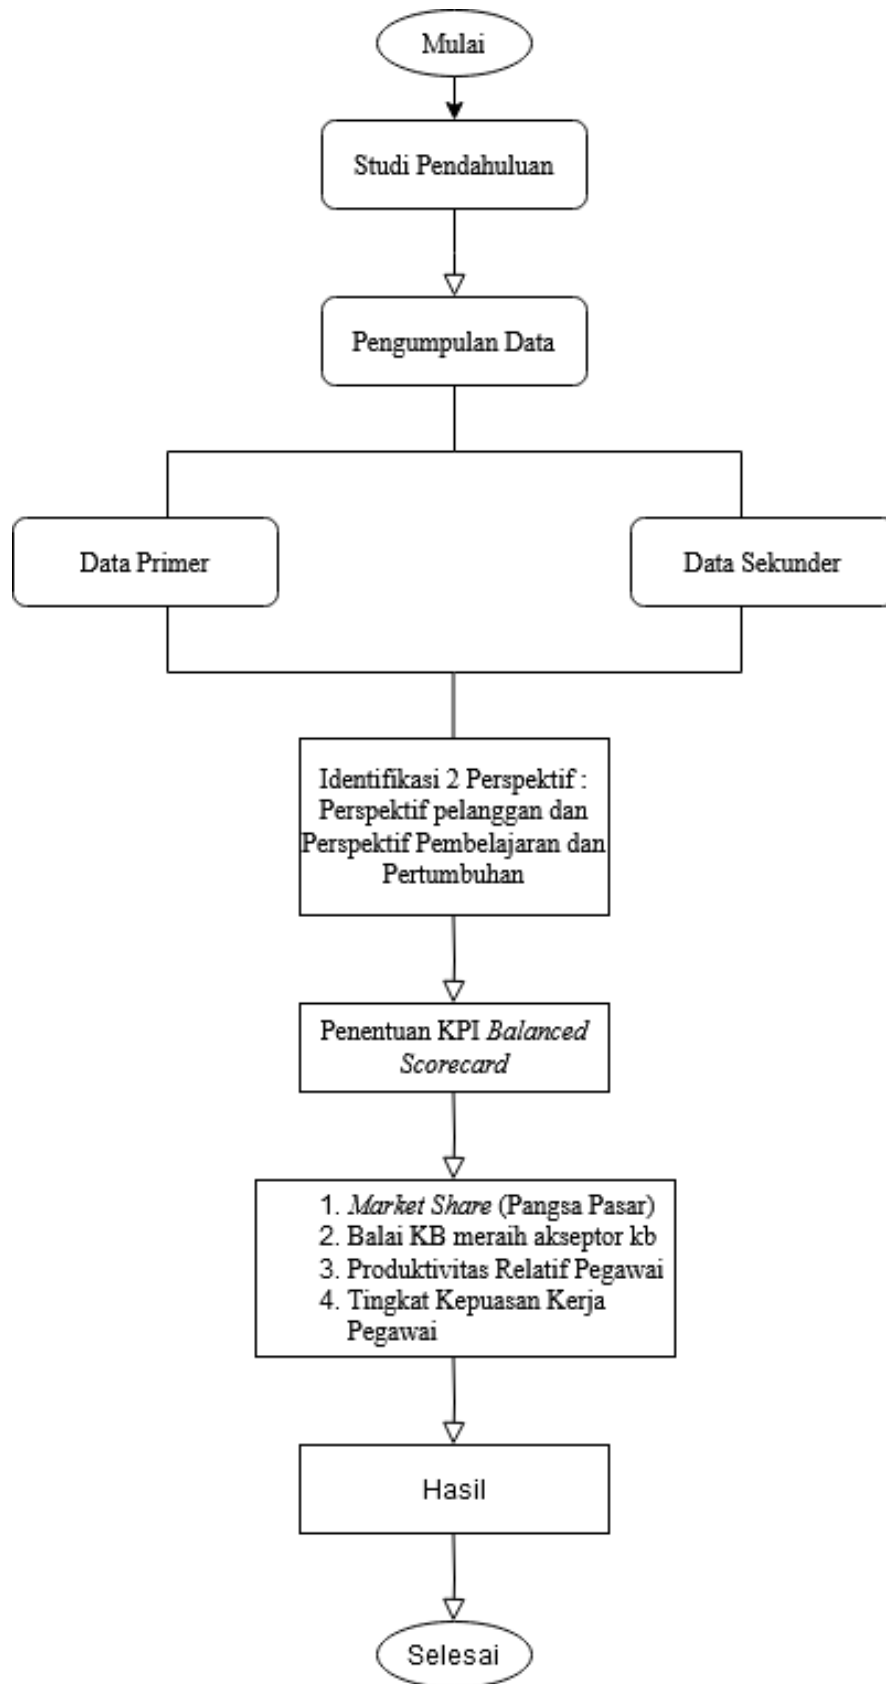 Mulai
Studi Pendahuluan
Pengumpulan Data
Data Primer
Data Sekunder
Identifikasi 2 Perspektif :
Perspektif pelanggan dan
Perspektif Pembelajaran dan
Pertumbuhan
Penentuan KPI Balanced
Scorecard
1. Market Share (Pangsa Pasar)
2. Balai KB meraih akseptor kb
3. Produktivitas Relatif Pegawai
4. Tingkat Kepuasan Kerja
Pegawai
Hasil
Selesai